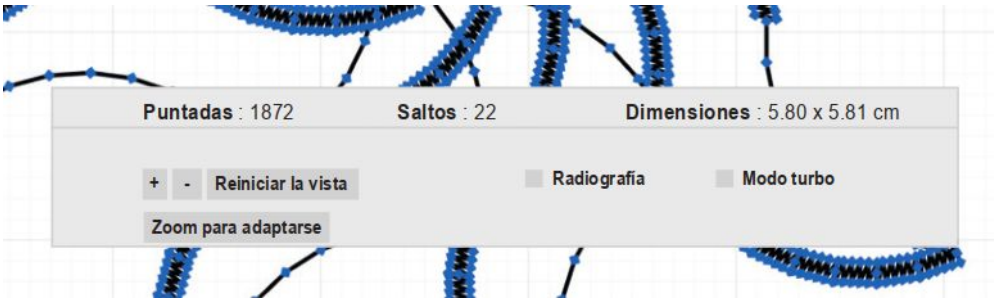 Puntadas : 1872 Saltos : 22 Dimensiones : 5.80 x 5.81 cm
+ - Reiniciar la vista Radiografía Modo turbo
Zoom para adaptarse